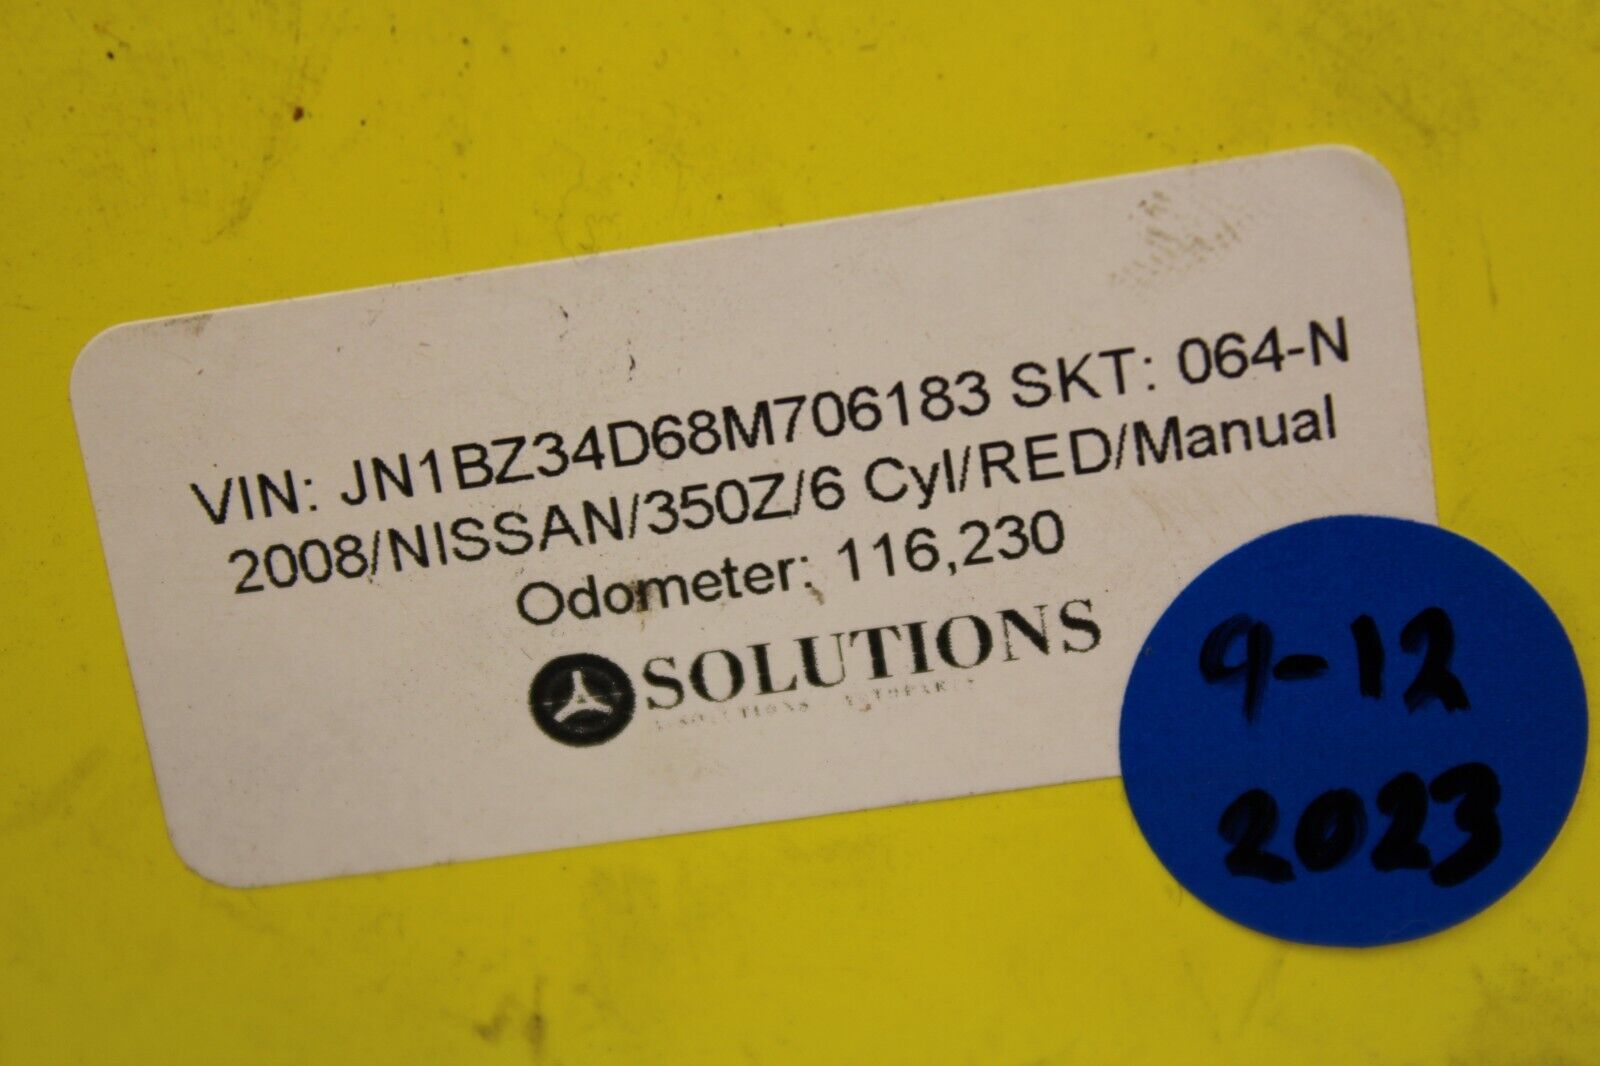 VIN: JN1BZ34D68M706183 SKT: 064-N
2008/NISSAN/350Z/6 Cyl/RED/Manual
Odometer: 116,230
SOLUTIONS
9-12
2023